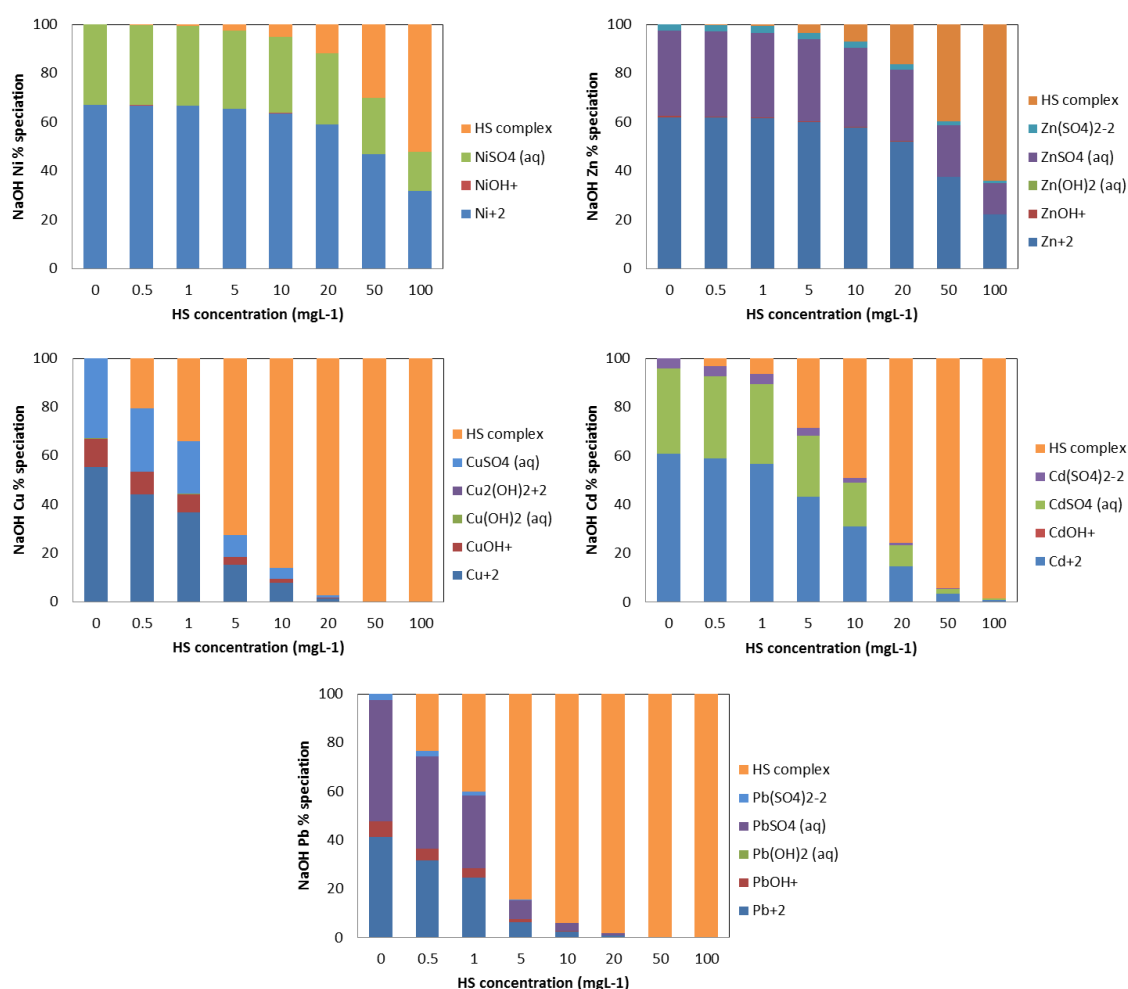 NaOH Ni % speciation
100
80
60
40
20
0
0 0.5 1 5 10 20 50 100
HS concentration (mgL-1)
HS complex
NiSO4 (aq)
NiOH+
Ni+2
NaOH Zn % speciation
100
80
60
40
20
0
0 0.5 1 5 10 20 50 100
HS concentration (mgL-1)
HS complex
Zn(SO4)2-2
ZnSO4 (aq)
Zn(OH)2 (aq)
ZnOH+
Zn+2
NaOH Cu % speciation
100
80
60
40
20
0
0 0.5 1 5 10 20 50 100
HS concentration (mgL-1)
HS complex
CuSO4 (aq)
Cu2(OH)2+2
Cu(OH)2 (aq)
CuOH+
Cu+2
NaOH Cd % speciation
100
80
60
40
20
0
0 0.5 1 5 10 20 50 100
HS concentration (mgL-1)
HS complex
Cd(SO4)2-2
CdSO4 (aq)
CdOH+
Cd+2
NaOH Pb % speciation
100
80
60
40
20
0
0 0.5 1 5 10 20 50 100
HS concentration (mgL-1)
HS complex
Pb(SO4)2-2
PbSO4 (aq)
Pb(OH)2 (aq)
PbOH+
Pb+2